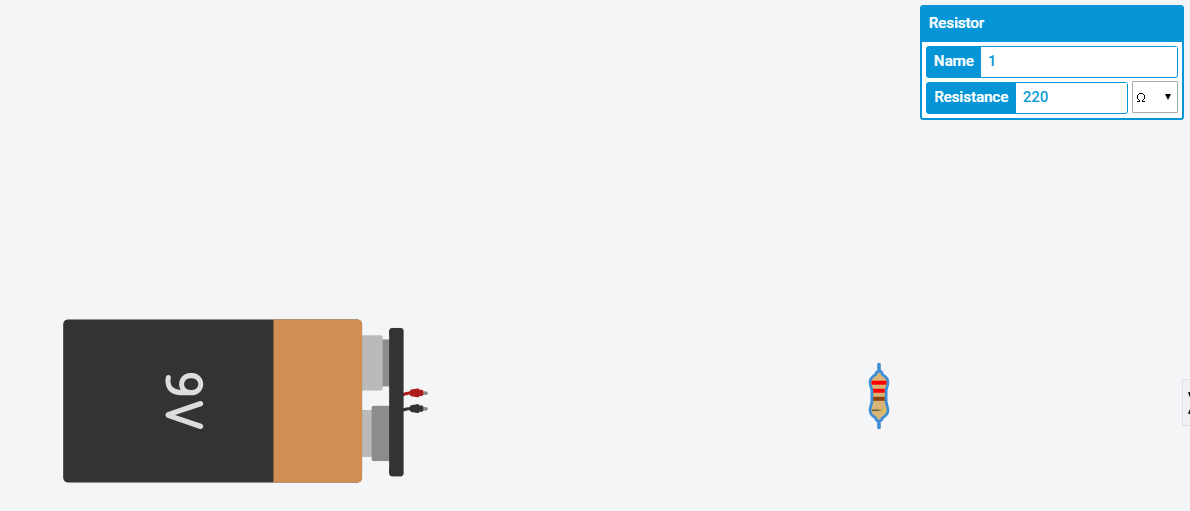 Resistor
Name 1
Resistance 220 Ω
9V